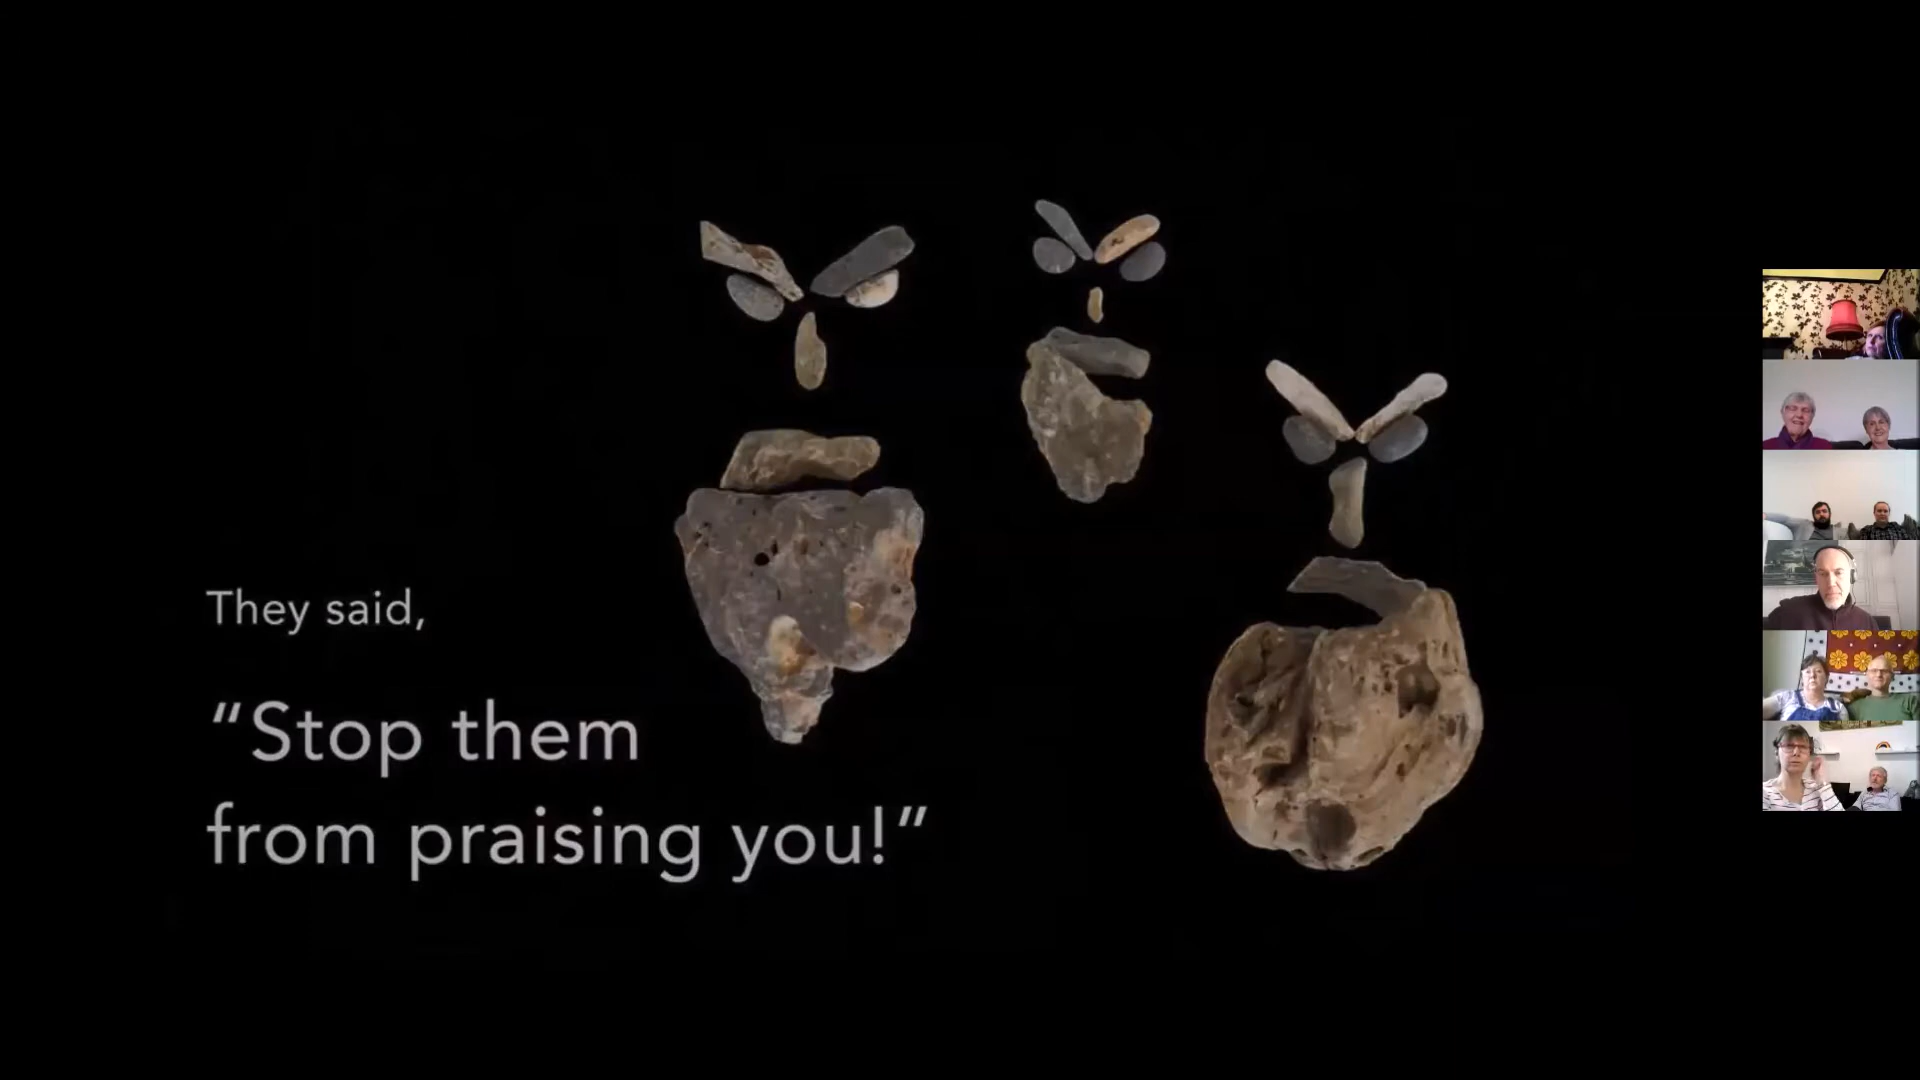 They said,
“Stop them
from praising you!”